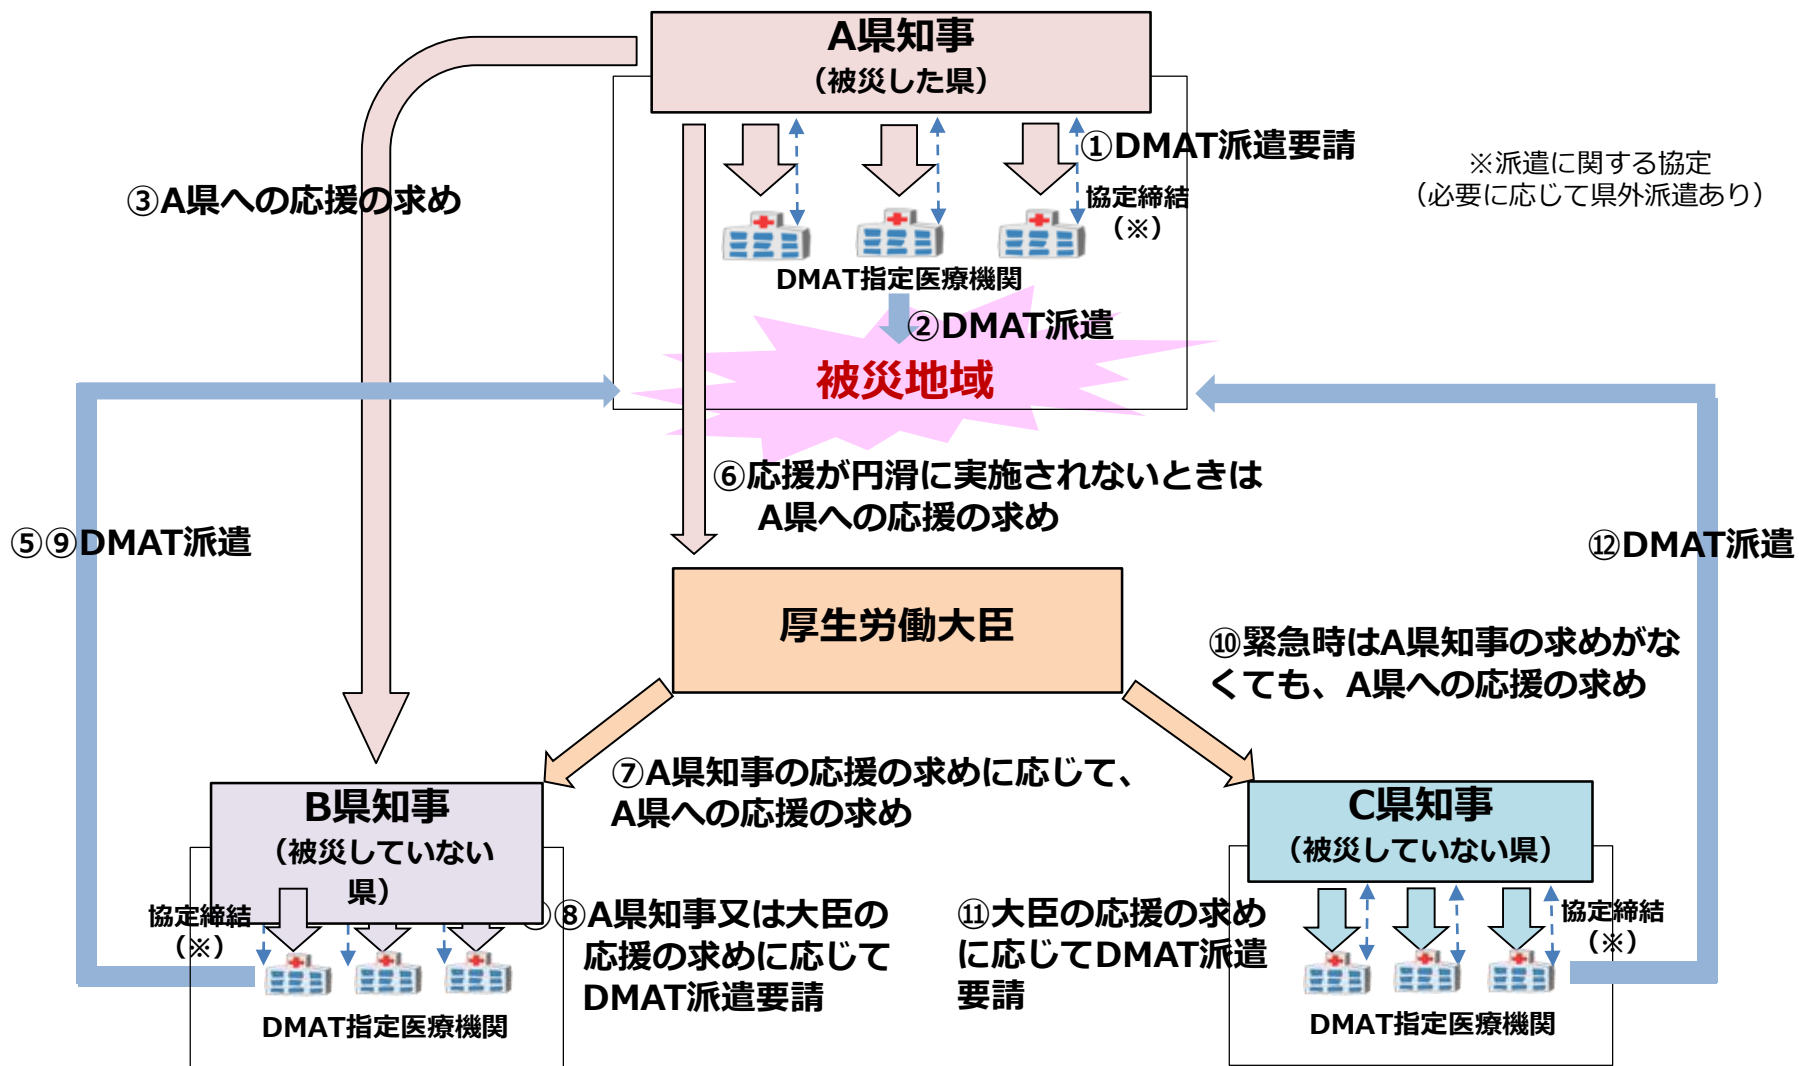 A県知事
（被災した県）
①DMAT派遣要請
※派遣に関する協定
（必要に応じて県外派遣あり）
③A県への応援の求め
協定締結
（※）
DMAT指定医療機関
②DMAT派遣
被災地域
⑥応援が円滑に実施されないときは
A県への応援の求め
⑤⑨DMAT派遣
⑫DMAT派遣
厚生労働大臣
⑩緊急時はA県知事の求めがな
くても、A県への応援の求め
⑦A県知事の応援の求めに応じて、
A県への応援の求め
B県知事
（被災していない
県）
C県知事
（被災していない県）
協定締結
（※）
⑧A県知事又は大臣の
応援の求めに応じて
DMAT派遣要請
⑪大臣の応援の求め
に応じてDMAT派遣
要請
協定締結
（※）
DMAT指定医療機関
DMAT指定医療機関